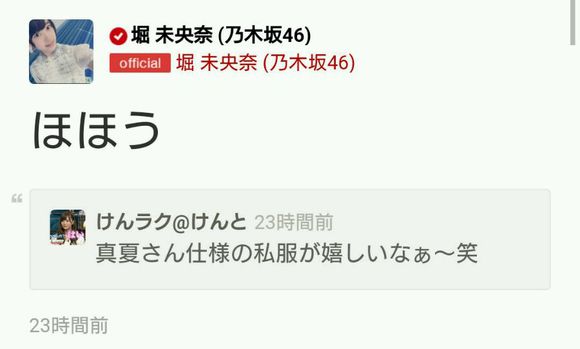 堀 未央奈 (乃木坂46)
official 堀 未央奈 (乃木坂46)
ほほう
“
けんラク@けんと 23時間前
真夏さん仕様の私服が嬉しいなぁ〜笑
23時間前